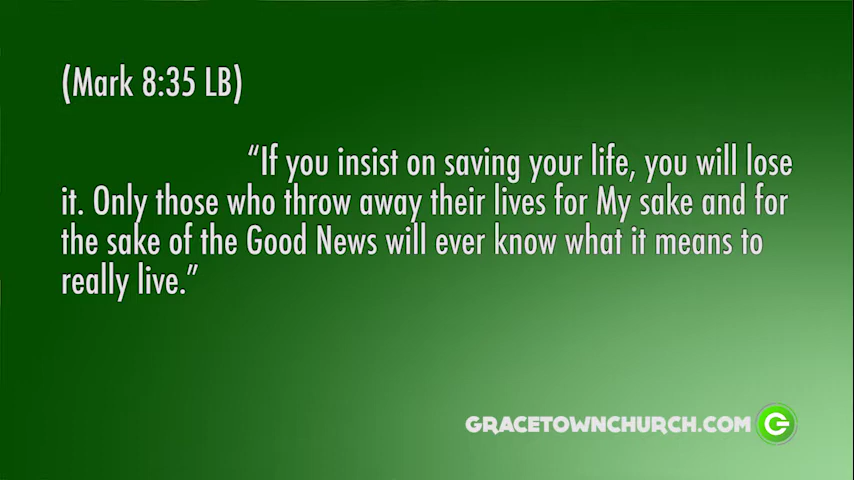 (Mark 8:35 LB)
“If you insist on saving your life, you will lose
it. Only those who throw away their lives for My sake and for
the sake of the Good News will ever know what it means to
really live.”
GRACETOWNCHURCH.COM